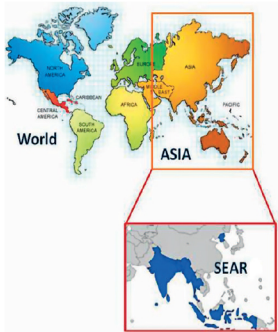 NORTH
AMERICA
EUROPE
ASIA
CARIBBEAN
MIDDLE
EAST
CENTRAL
AMERICA
AFRICA
PACIFIC
SOUTH
AMERICA
World
ASIA
SEAR